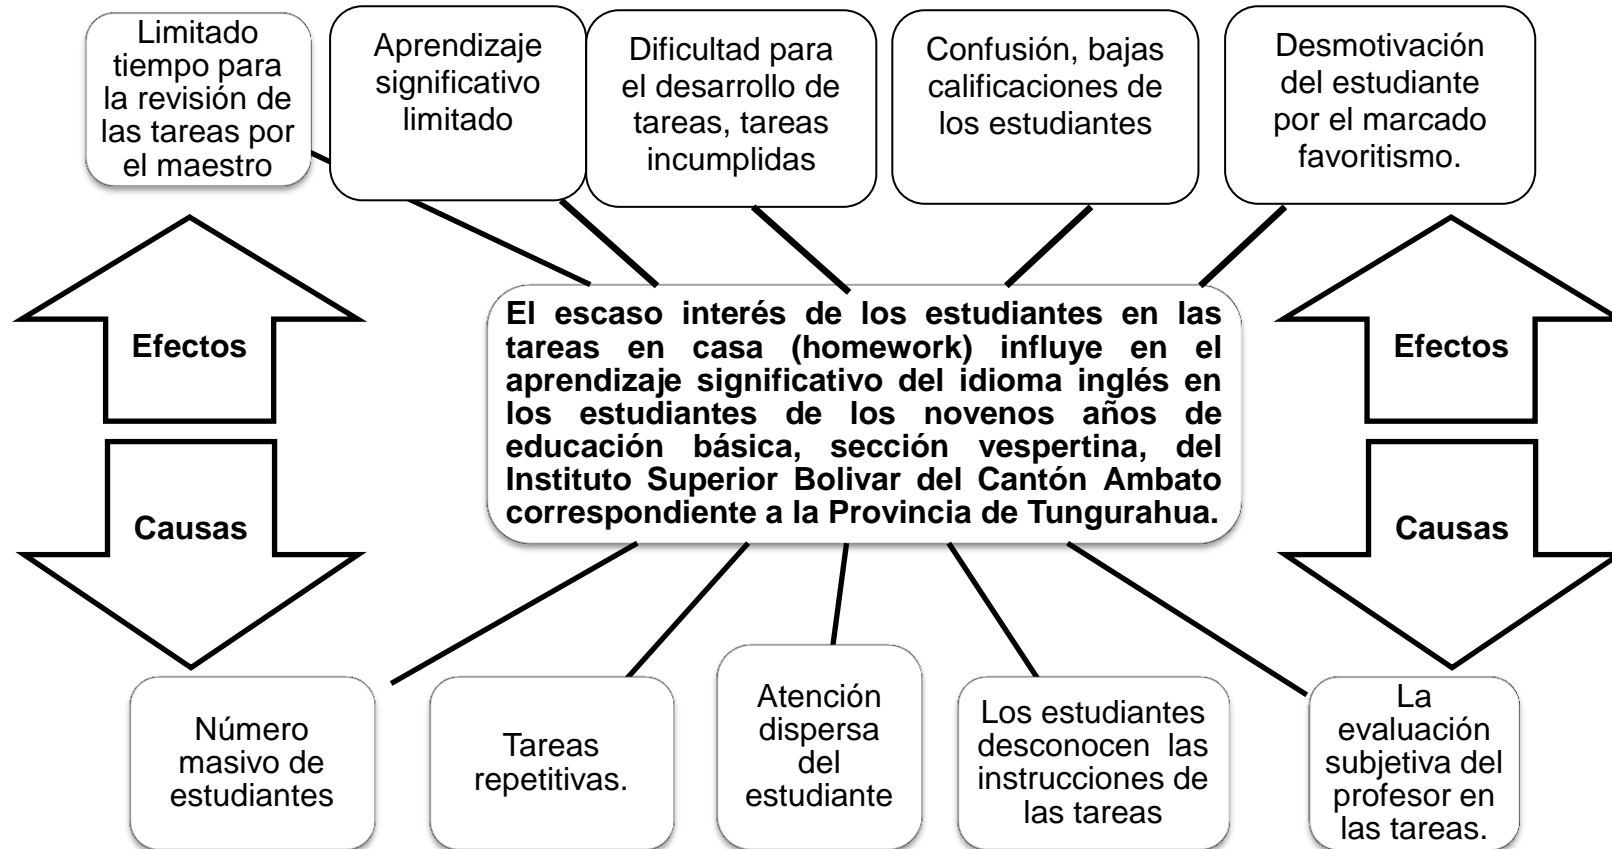 Limitado
tiempo para
la revisión de
las tareas por
el maestro
Aprendizaje
significativo
limitado
Dificultad para
el desarrollo de
tareas, tareas
incumplidas
Confusión, bajas
calificaciones de
los estudiantes
Desmotivación
del estudiante
por el marcado
favoritismo.
Efectos
El escaso interés de los estudiantes en las
tareas en casa (homework) influye en el
aprendizaje significativo del idioma inglés en
los estudiantes de los novenos años de
educación básica, sección vespertina, del
Instituto Superior Bolivar del Cantón Ambato
correspondiente a la Provincia de Tungurahua.
Efectos
Causas
Causas
Número
masivo de
estudiantes
Tareas
repetitivas.
Atención
dispersa
del
estudiante
Los estudiantes
desconocen las
instrucciones de
las tareas
La
evaluación
subjetiva del
profesor en
las tareas.